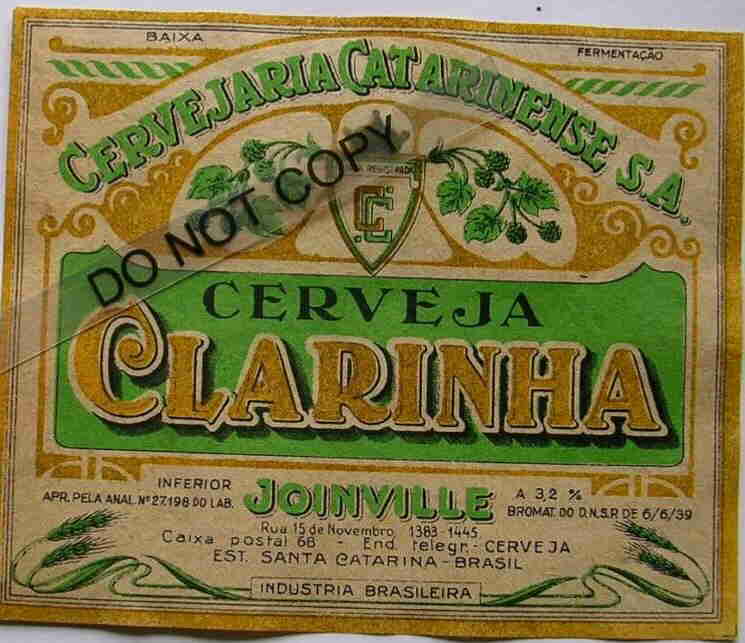 BAIXA FERMENTAÇÃO
CERVEJARIA CATARINENSE S.A.
DO NOT COPY
REGISTRADA
CC
CERVEJA
CLARINHA
INFERIOR A 3,2 %
APR. PELA ANAL. Nº 27.198 DO LAB. BROMAT. DO D.N.S.P. DE 6/6/39
JOINVILLE
Rua 15 de Novembro, 1383-1445
Caixa postal 68 - End. telegr.- CERVEJA
EST. SANTA CATARINA - BRASIL
INDUSTRIA BRASILEIRA